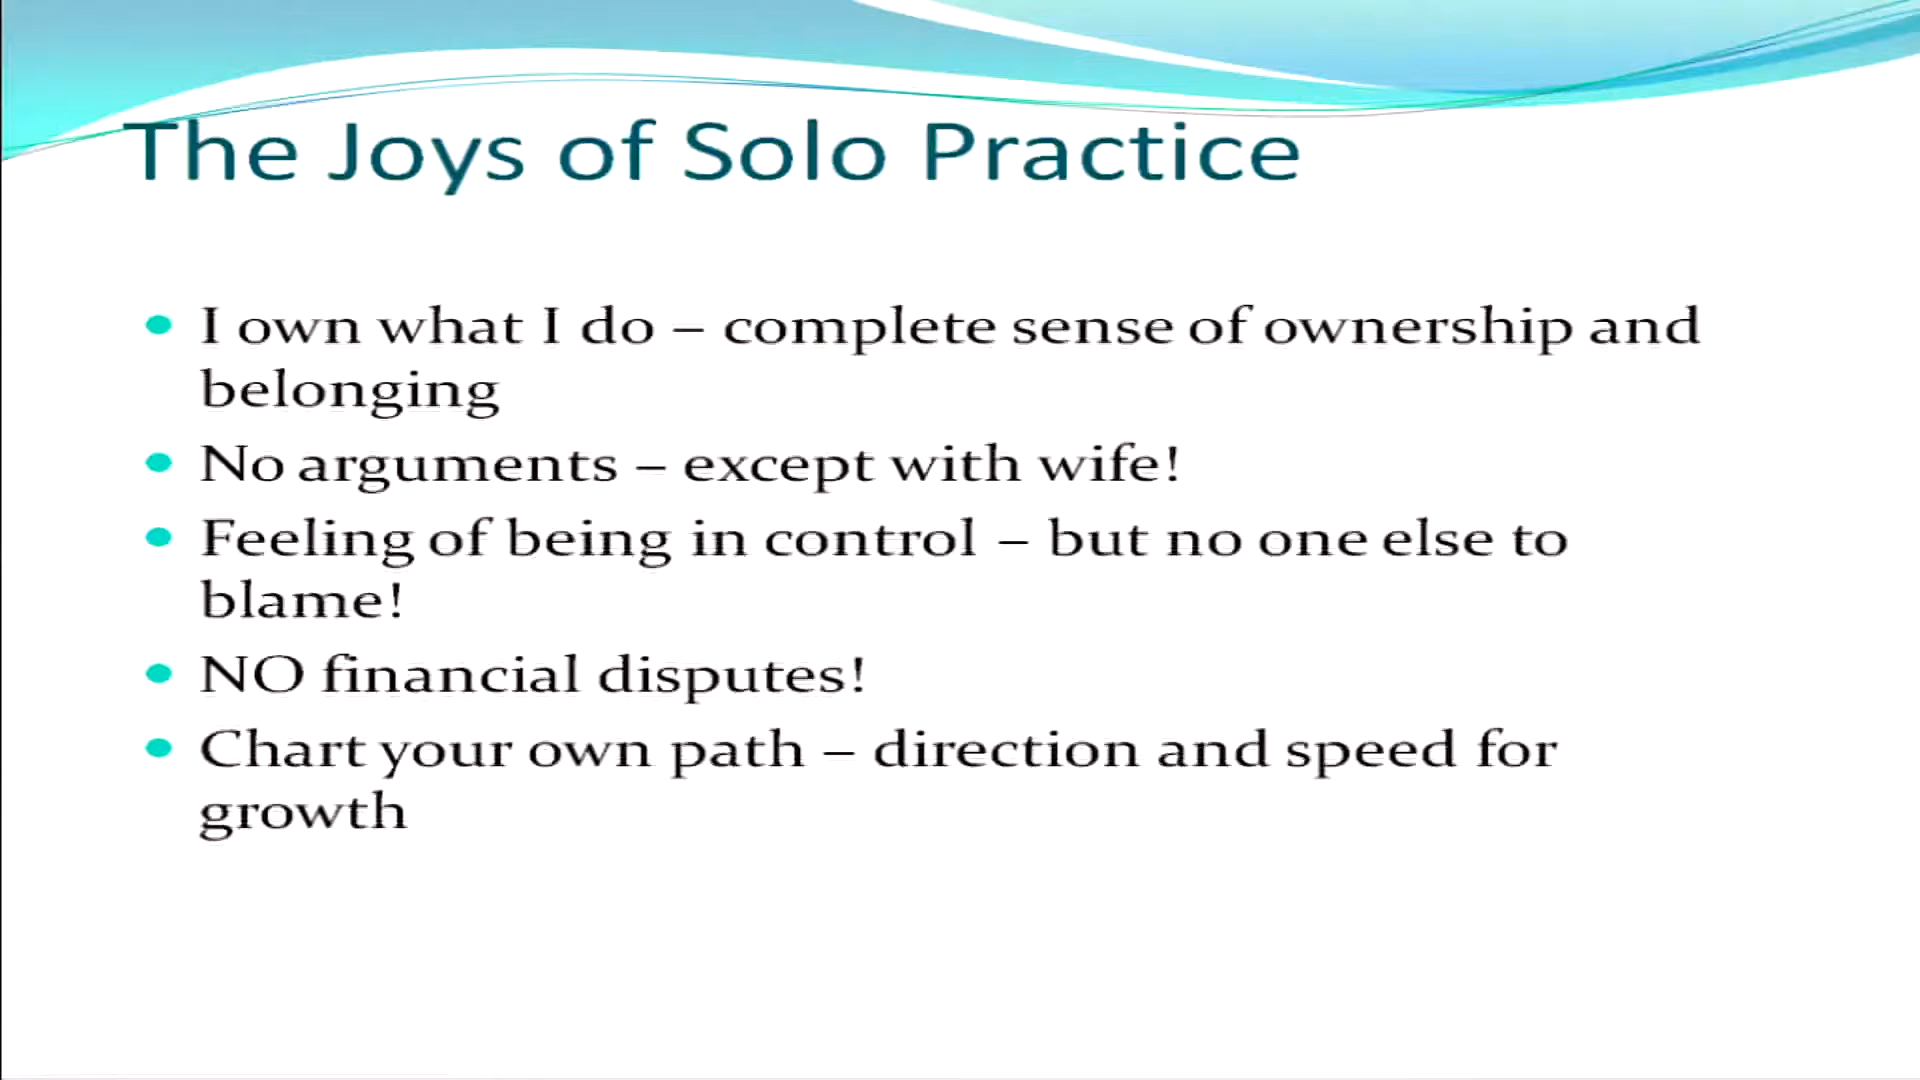 The Joys of Solo Practice
• I own what I do – complete sense of ownership and
belonging
• No arguments – except with wife!
• Feeling of being in control – but no one else to
blame!
• NO financial disputes!
• Chart your own path – direction and speed for
growth